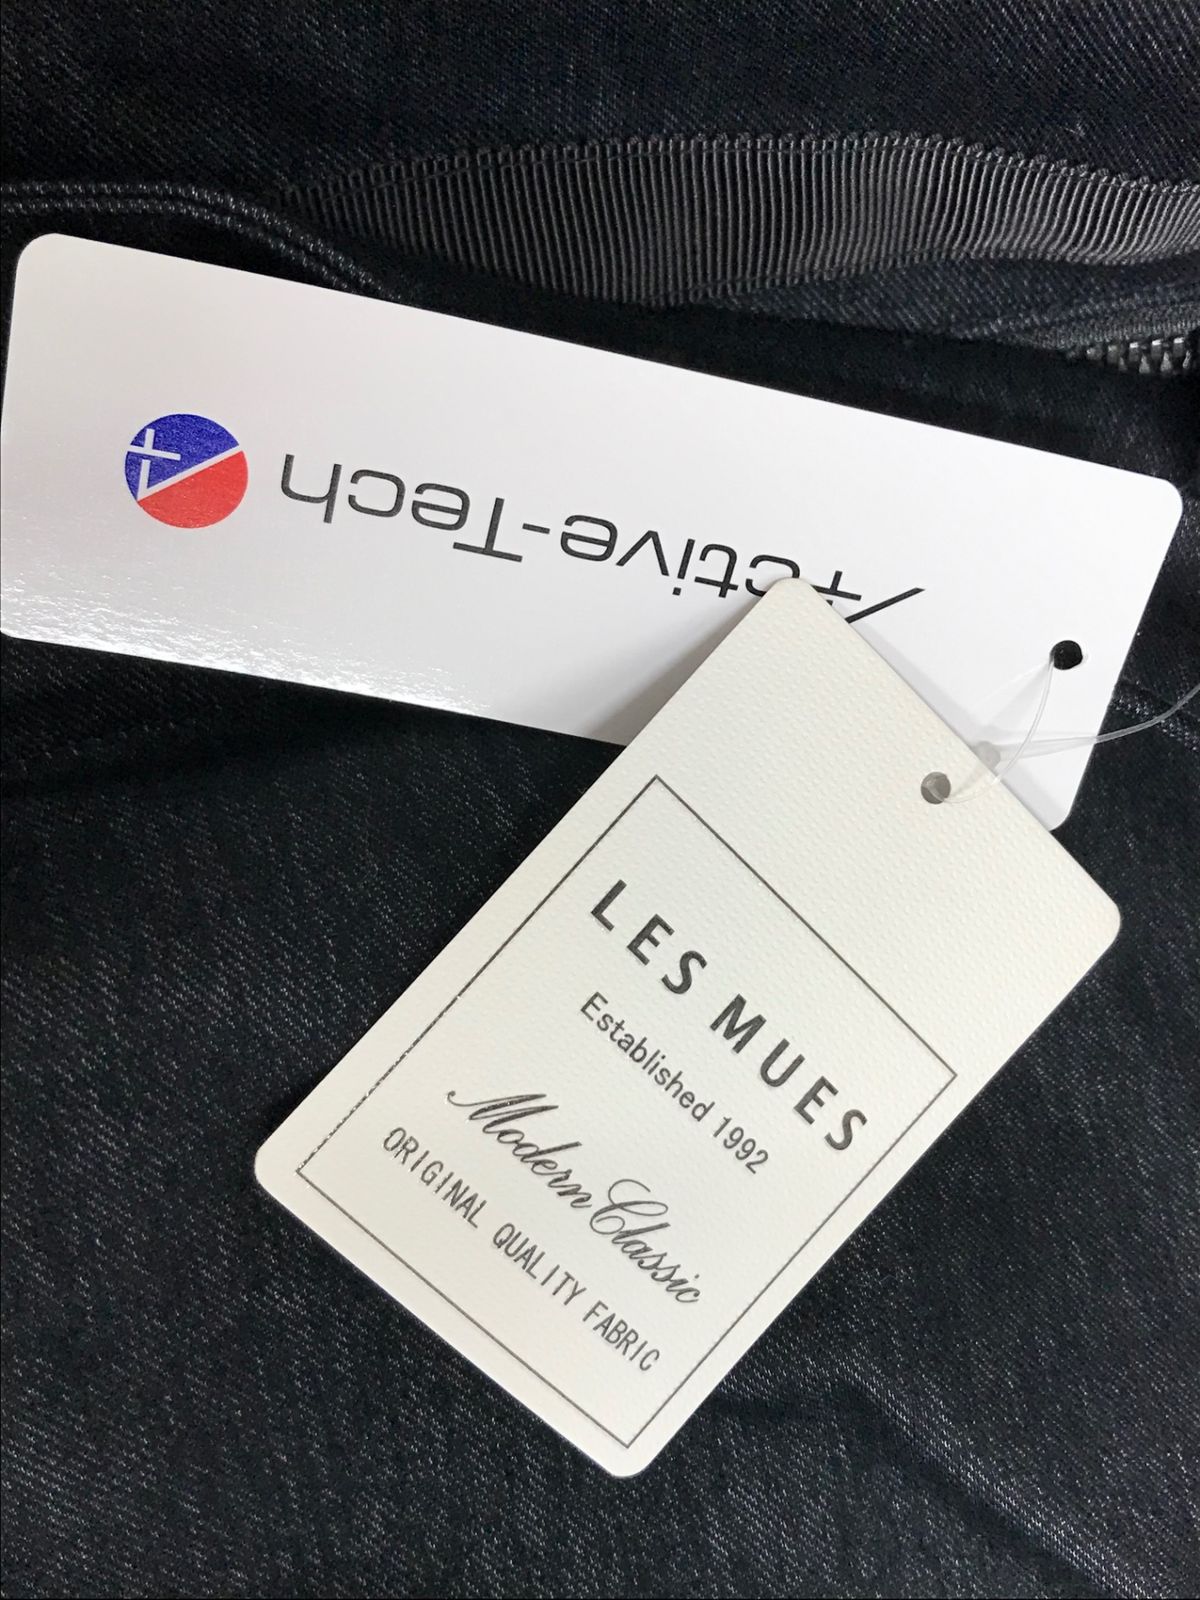 Active-Tech
LES MUES
Established 1992
Modern Classic
ORIGINAL QUALITY FABRIC